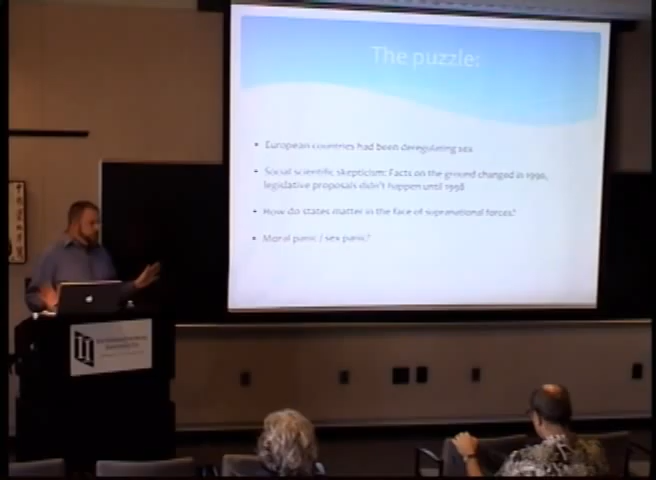 The puzzle:
• European countries had been deregulating sex
• Social scientific skepticism: Facts on the ground changed in 1990,
legislative proposals didn't happen until 1998
• How do states matter in the face of supranational forces?
• Moral panic / sex panic?